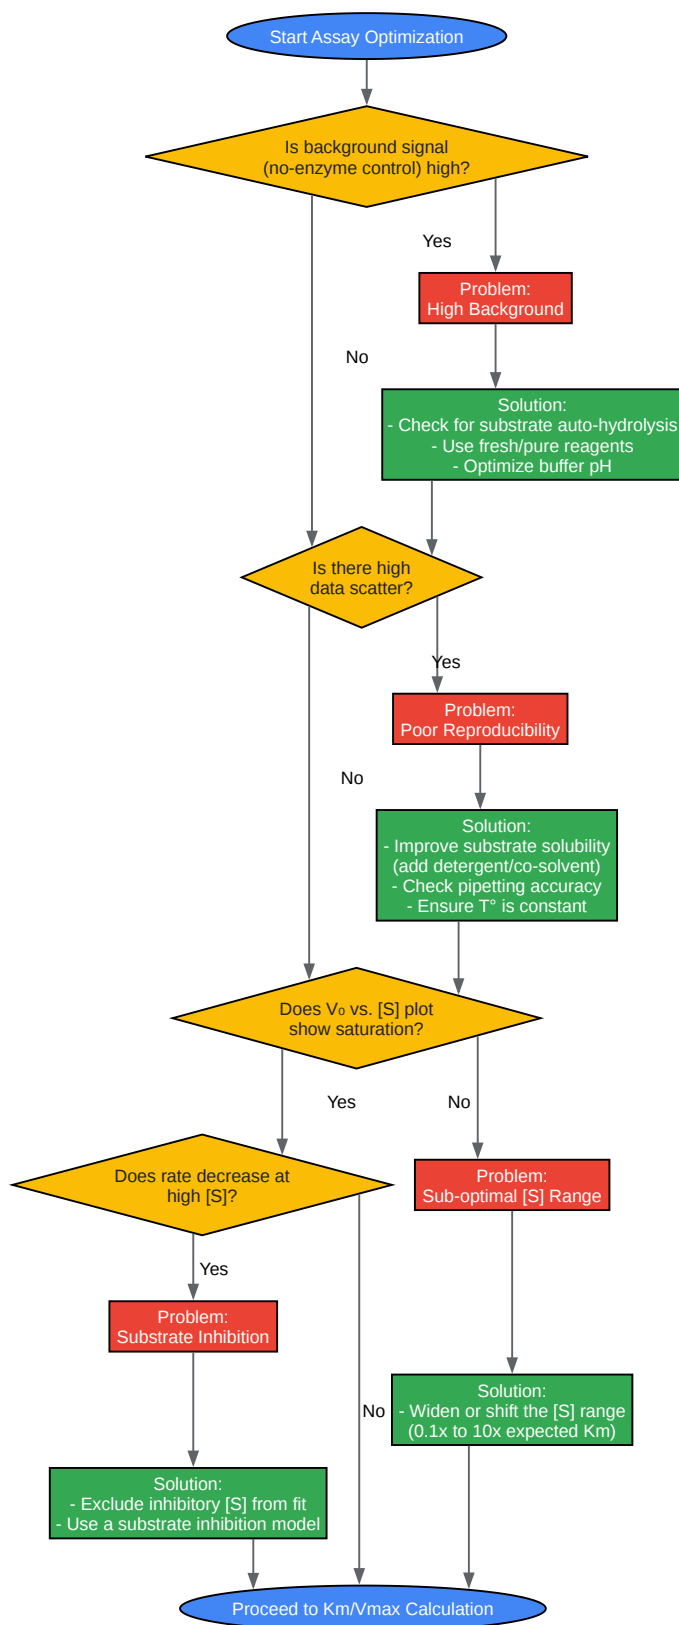 Start Assay Optimization
Is background signal
(no-enzyme control) high?
Yes
Problem:
High Background
No
Solution:
- Check for substrate auto-hydrolysis
- Use fresh/pure reagents
- Optimize buffer pH
Is there high
data scatter?
Yes
Problem:
Poor Reproducibility
No
Solution:
- Improve substrate solubility
(add detergent/co-solvent)
- Check pipetting accuracy
- Ensure T° is constant
Does V₀ vs. [S] plot
show saturation?
Yes
No
Does rate decrease at
high [S]?
Problem:
Sub-optimal [S] Range
Yes
Problem:
Substrate Inhibition
No
Solution:
- Widen or shift the [S] range
(0.1x to 10x expected Km)
Solution:
- Exclude inhibitory [S] from fit
- Use a substrate inhibition model
Proceed to Km/Vmax Calculation